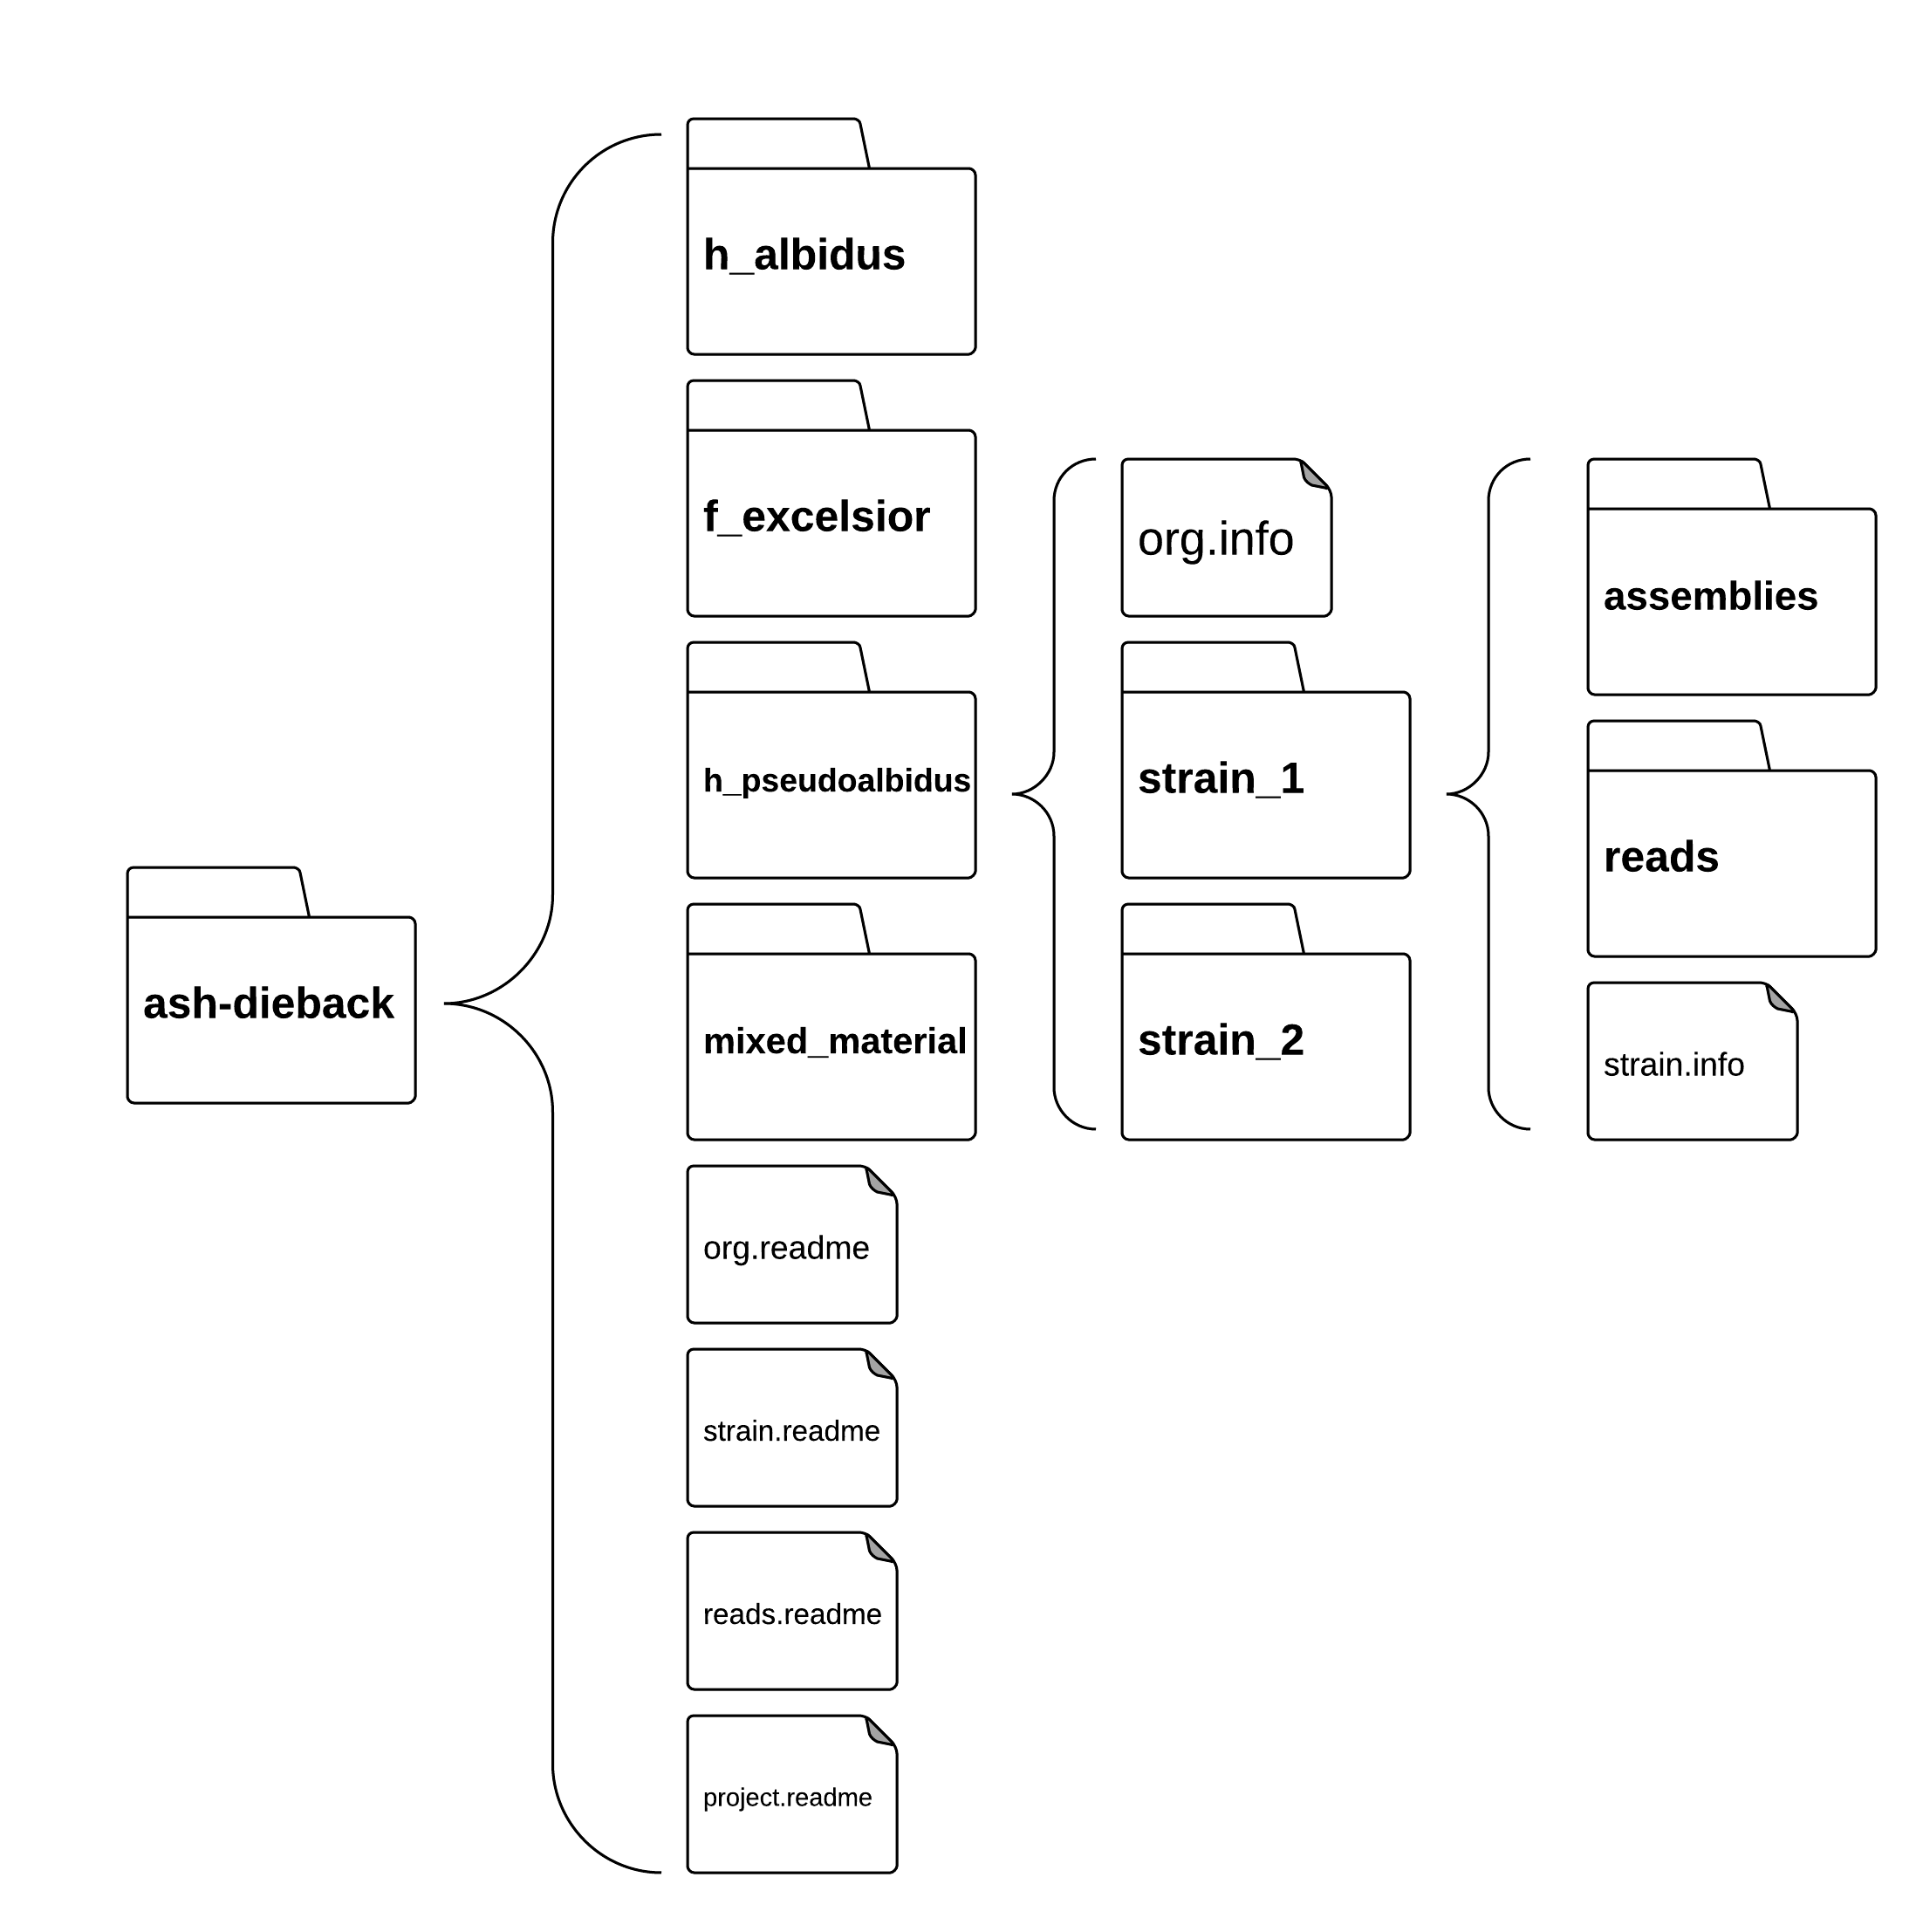 ash-dieback
h_albidus
f_excelsior
h_pseudoalbidus
mixed_material
org.readme
strain.readme
reads.readme
project.readme
org.info
strain_1
strain_2
assemblies
reads
strain.info